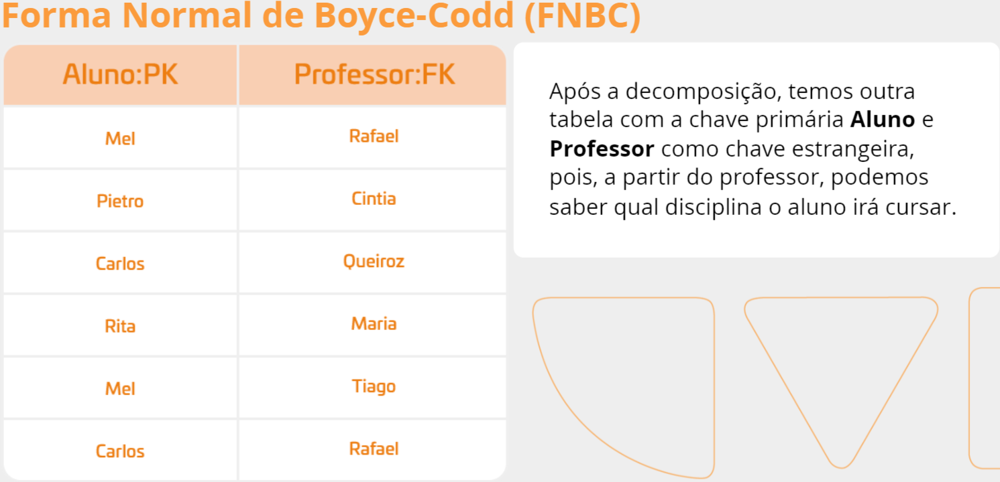 Forma Normal de Boyce-Codd (FNBC)
Aluno:PK Professor:FK
Mel Rafael
Pietro Cintia
Carlos Queiroz
Rita Maria
Mel Tiago
Carlos Rafael
Após a decomposição, temos outra
tabela com a chave primária Aluno e
Professor como chave estrangeira,
pois, a partir do professor, podemos
saber qual disciplina o aluno irá cursar.